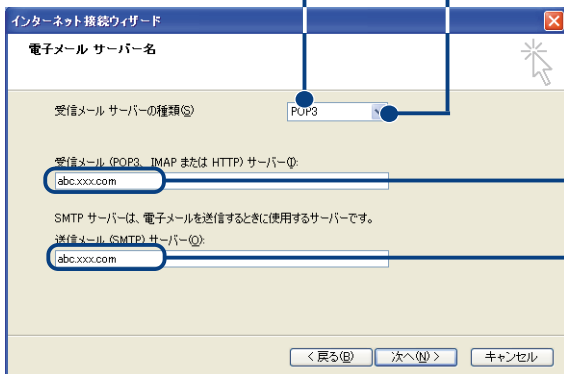 インターネット接続ウィザード
電子メール サーバー名
受信メール サーバーの種類(S)
POP3
受信メール (POP3、IMAP または HTTP) サーバー(I):
abc.xxx.com
SMTP サーバーは、電子メールを送信するときに使用するサーバーです。
送信メール (SMTP) サーバー(O):
abc.xxx.com
< 戻る(B) 次へ(N) > キャンセル